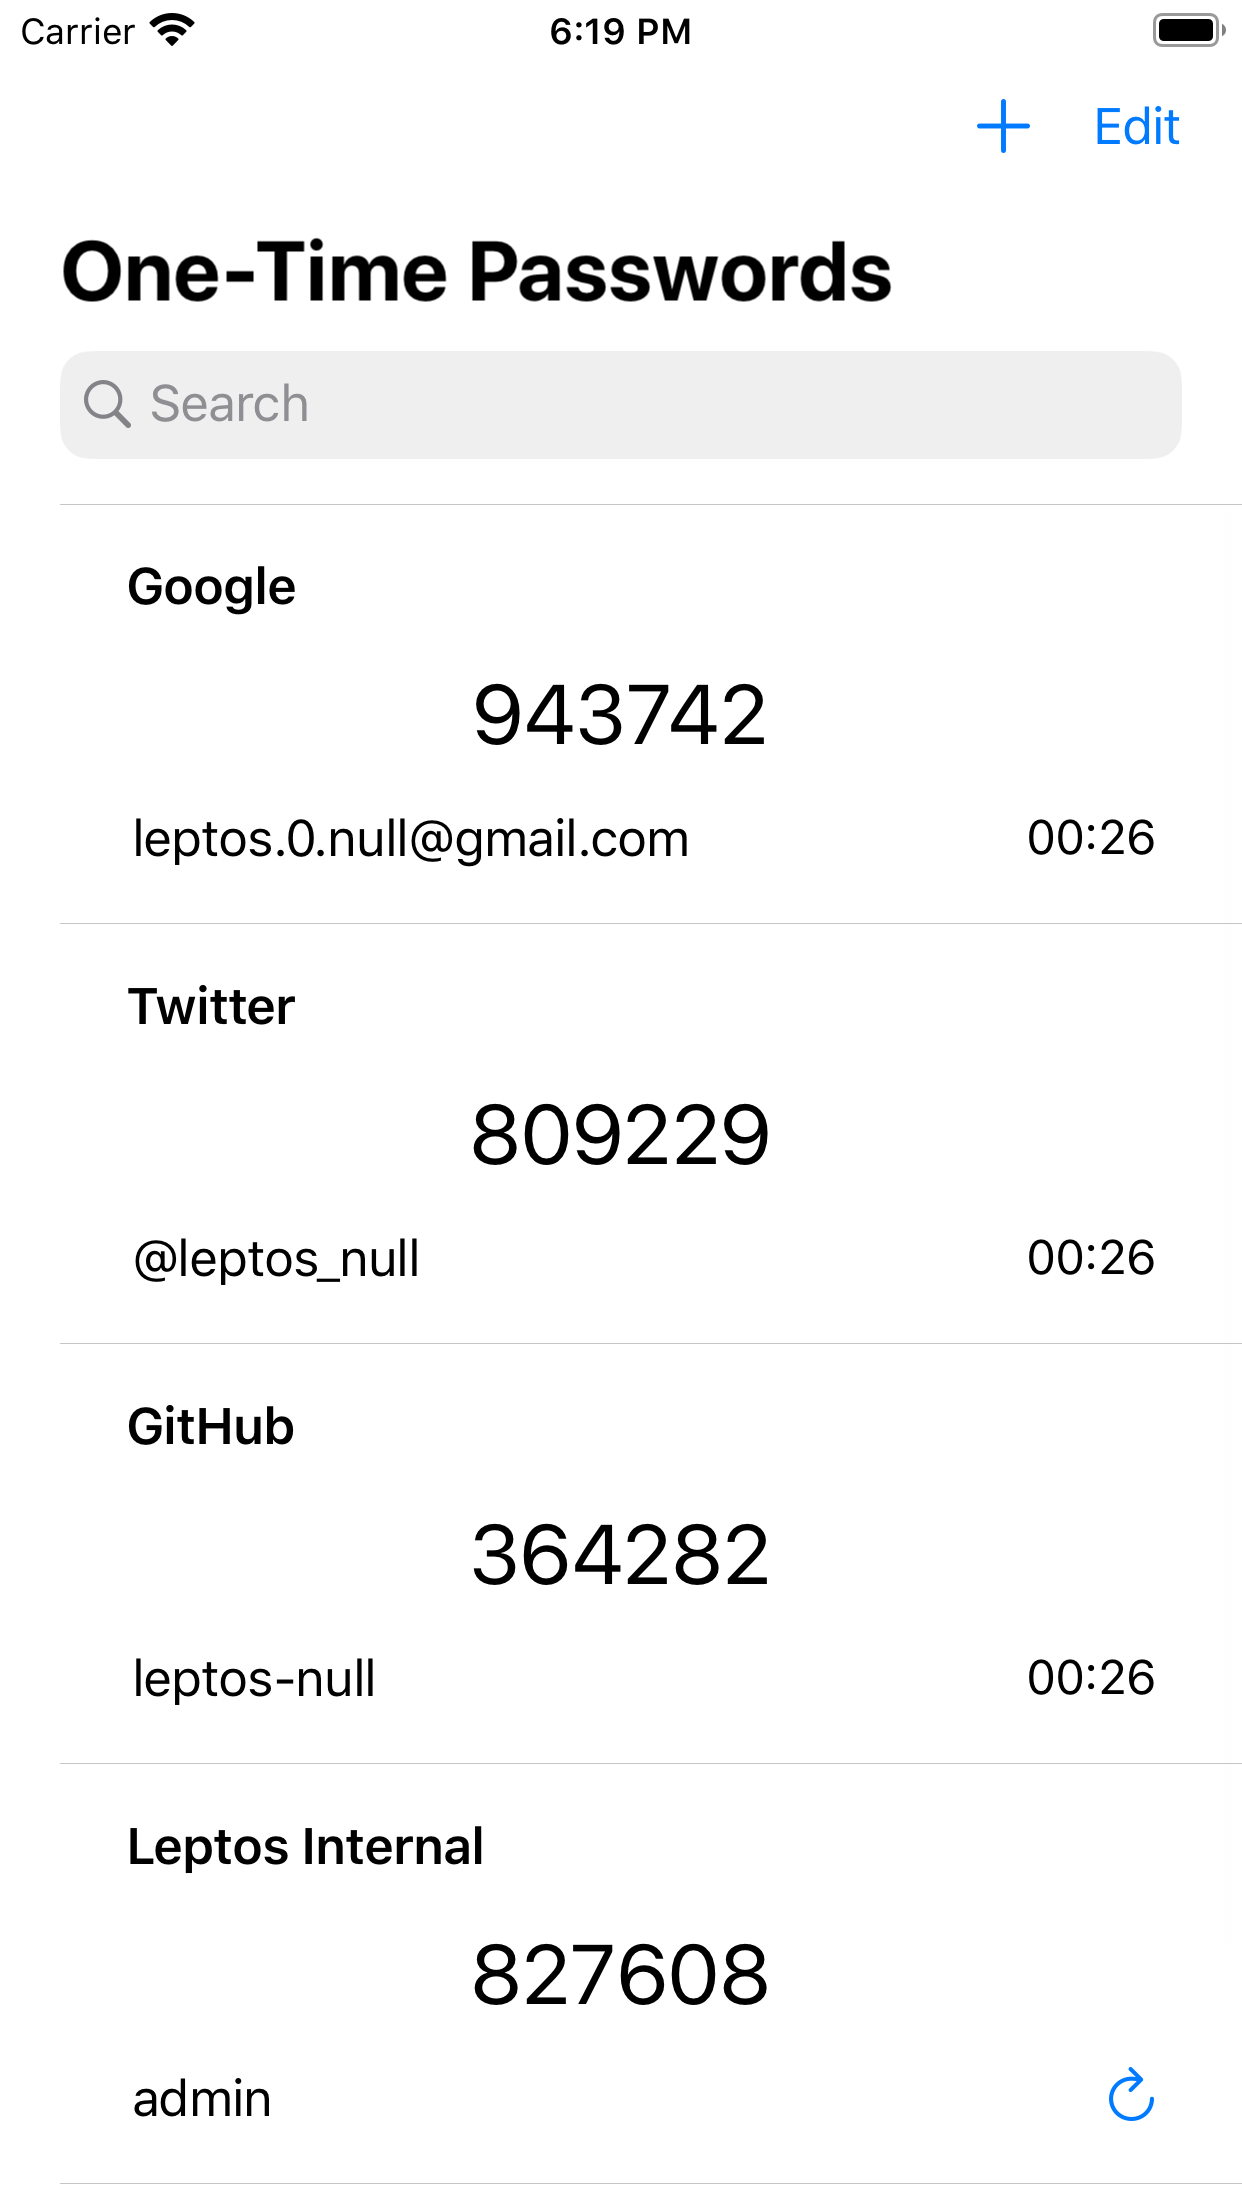 Carrier 6:19 PM
Edit
One-Time Passwords
Search
Google
943742
leptos.0.null@gmail.com 00:26
Twitter
809229
@leptos_null 00:26
GitHub
364282
leptos-null 00:26
Leptos Internal
827608
admin